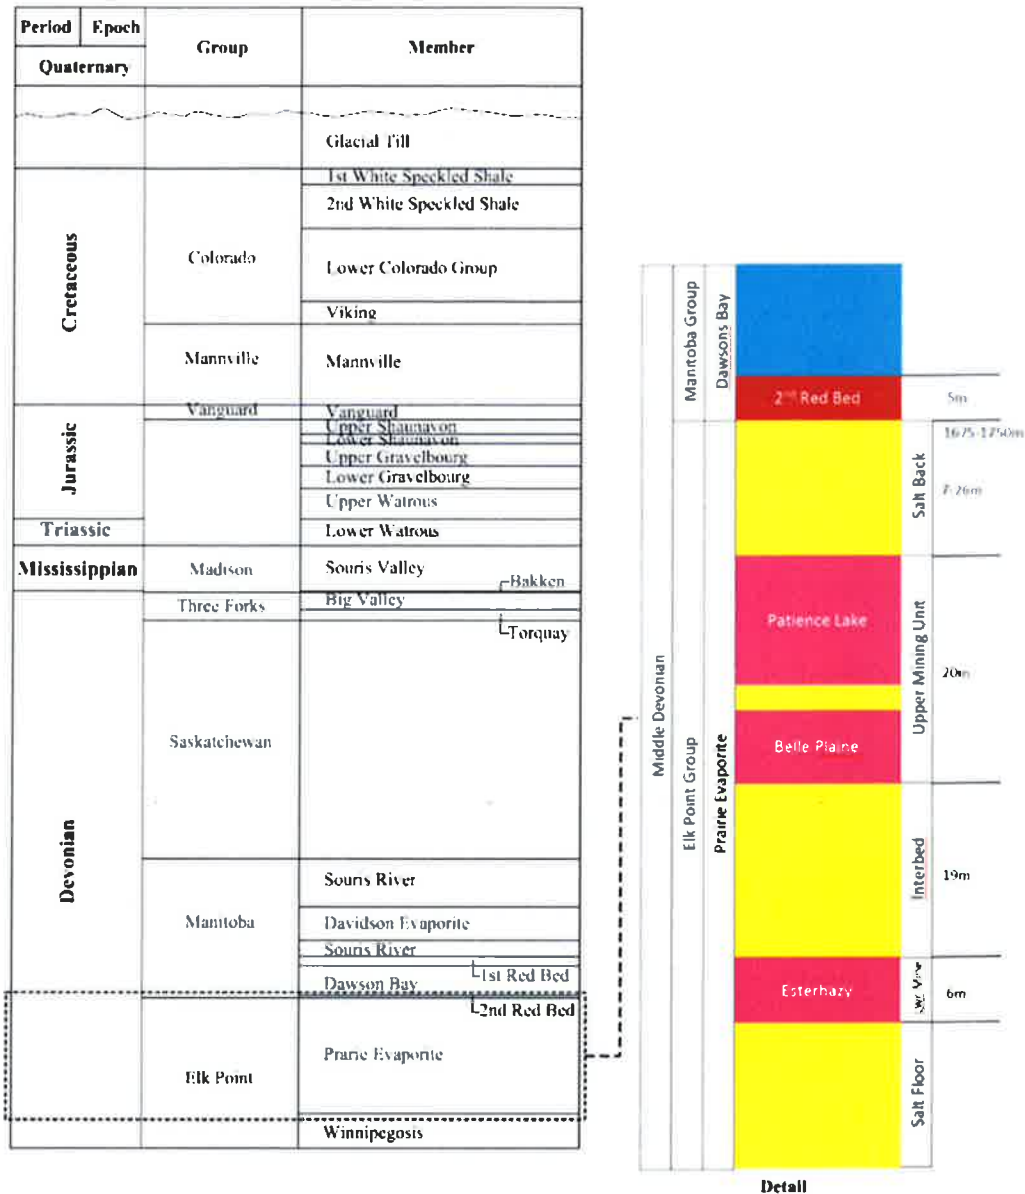 Period Epoch Group Member
Quaternary
Glacial Till
1st White Speckled Shale
2nd White Speckled Shale
Cretaceous
Colorado
Lower Colorado Group
Viking
Mannville Mannville
Vanguard Vanguard
Upper Shaunavon
Lower Shaunavon
Jurassic
Upper Gravelbourg
Lower Gravelbourg
Upper Watrous
Triassic Lower Watrous
Mississippian Madison Souris Valley
Bakken
Three Forks Big Valley
Torquay
Saskatchewan
Devonian
Souris River
Manitoba
Davidson Evaporite
Souris River
1st Red Bed
Dawson Bay
2nd Red Bed
Prarie Evaporite
Elk Point
Winnipegosis
Middle Devonian
Manitoba Group
Dawsons Bay
Elk Point Group
Prairie Evaporite
2nd Red Bed 5m
1675-1750m
Salt Back 7-26m
Patience Lake
Upper Mining Unit 20m
Belle Plaine
Interbed 19m
Esterhazy 6m
Salt Floor
Detail